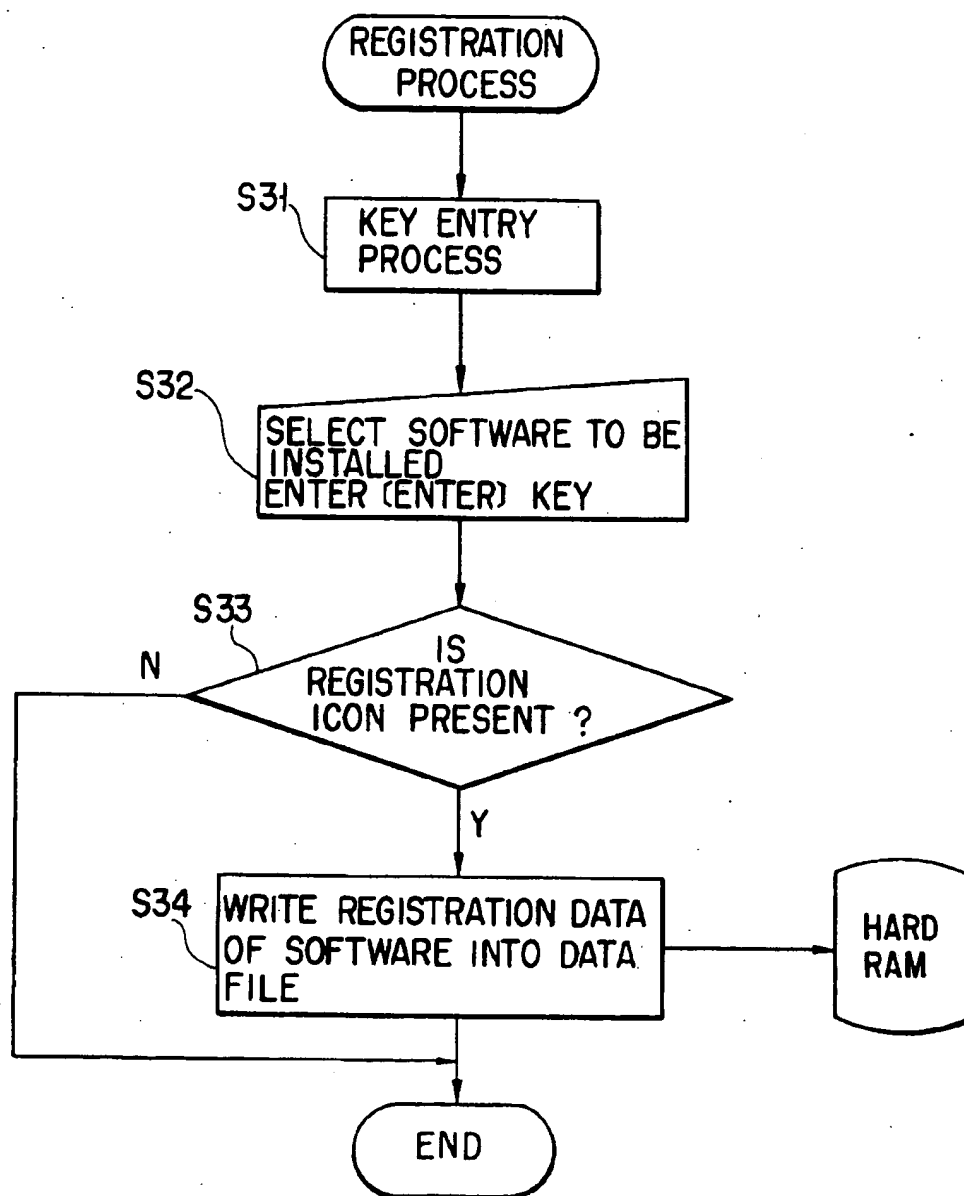 REGISTRATION
PROCESS
S31
KEY ENTRY
PROCESS
S32
SELECT SOFTWARE TO BE
INSTALLED
ENTER (ENTER) KEY
S33
N
IS
REGISTRATION
ICON PRESENT ?
Y
S34
WRITE REGISTRATION DATA
OF SOFTWARE INTO DATA
FILE
HARD
RAM
END